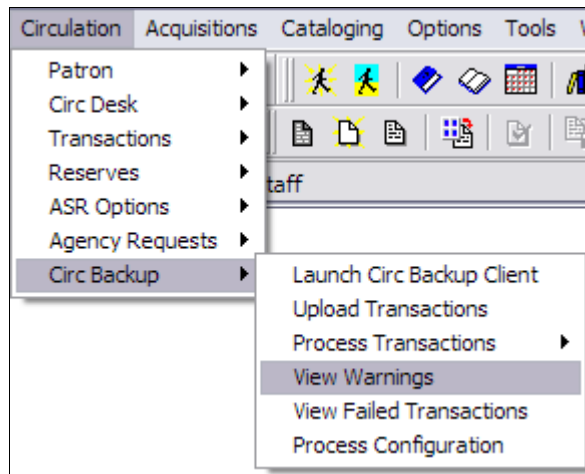 Circulation Acquisitions Cataloging Options Tools
Patron
Circ Desk
Transactions
Reserves
taff
ASR Options
Agency Requests
Circ Backup
Launch Circ Backup Client
Upload Transactions
Process Transactions
View Warnings
View Failed Transactions
Process Configuration